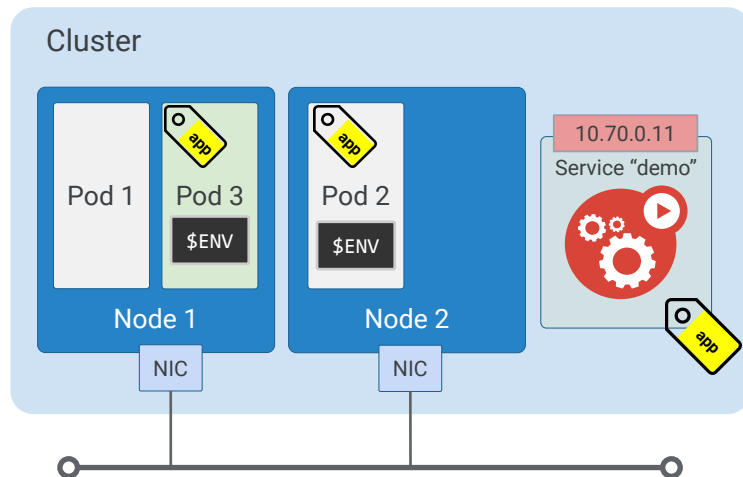 Cluster
app
app
10.70.0.11
Service “demo”
Pod 1
Pod 3
Pod 2
$ENV
$ENV
Node 1
Node 2
app
NIC
NIC